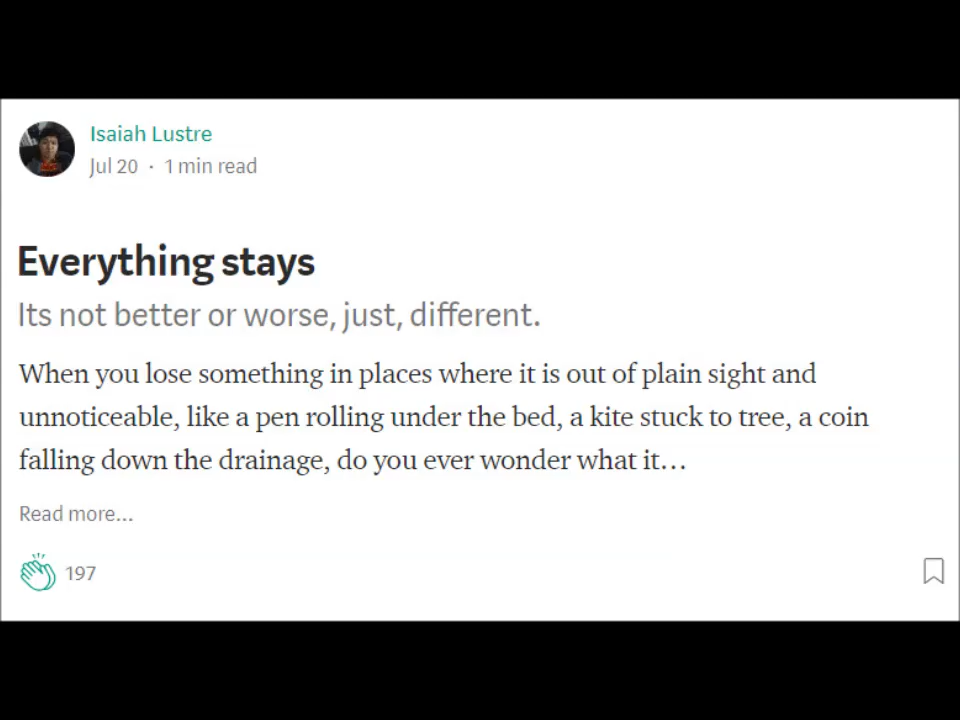 Isaiah Lustre
Jul 20 · 1 min read
Everything stays
Its not better or worse, just, different.
When you lose something in places where it is out of plain sight and
unnoticeable, like a pen rolling under the bed, a kite stuck to tree, a coin
falling down the drainage, do you ever wonder what it…
Read more…
197